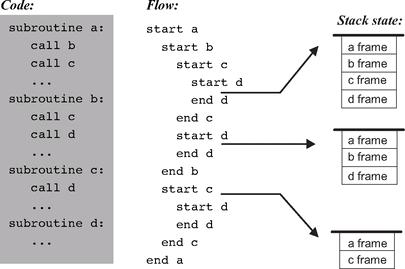 Code:
subroutine a:
call b
call c
...
subroutine b:
call c
call d
...
subroutine c:
call d
...
subroutine d:
...
Flow:
start a
start b
start c
start d
end d
end c
start d
end d
end b
start c
start d
end d
end c
end a
Stack state:
a frame
b frame
c frame
d frame
a frame
b frame
d frame
a frame
c frame